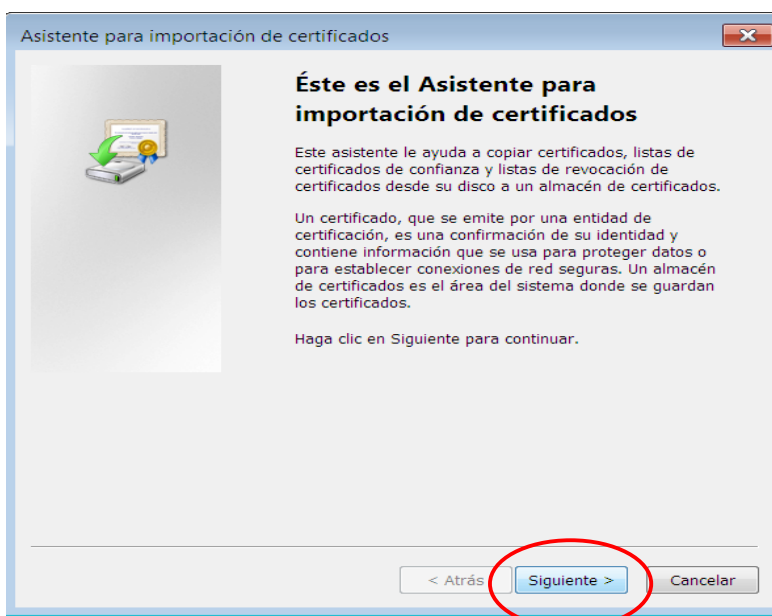 Asistente para importación de certificados
Éste es el Asistente para
importación de certificados
Este asistente le ayuda a copiar certificados, listas de
certificados de confianza y listas de revocación de
certificados desde su disco a un almacén de certificados.
Un certificado, que se emite por una entidad de
certificación, es una confirmación de su identidad y
contiene información que se usa para proteger datos o
para establecer conexiones de red seguras. Un almacén
de certificados es el área del sistema donde se guardan
los certificados.
Haga clic en Siguiente para continuar.
< Atrás Siguiente > Cancelar